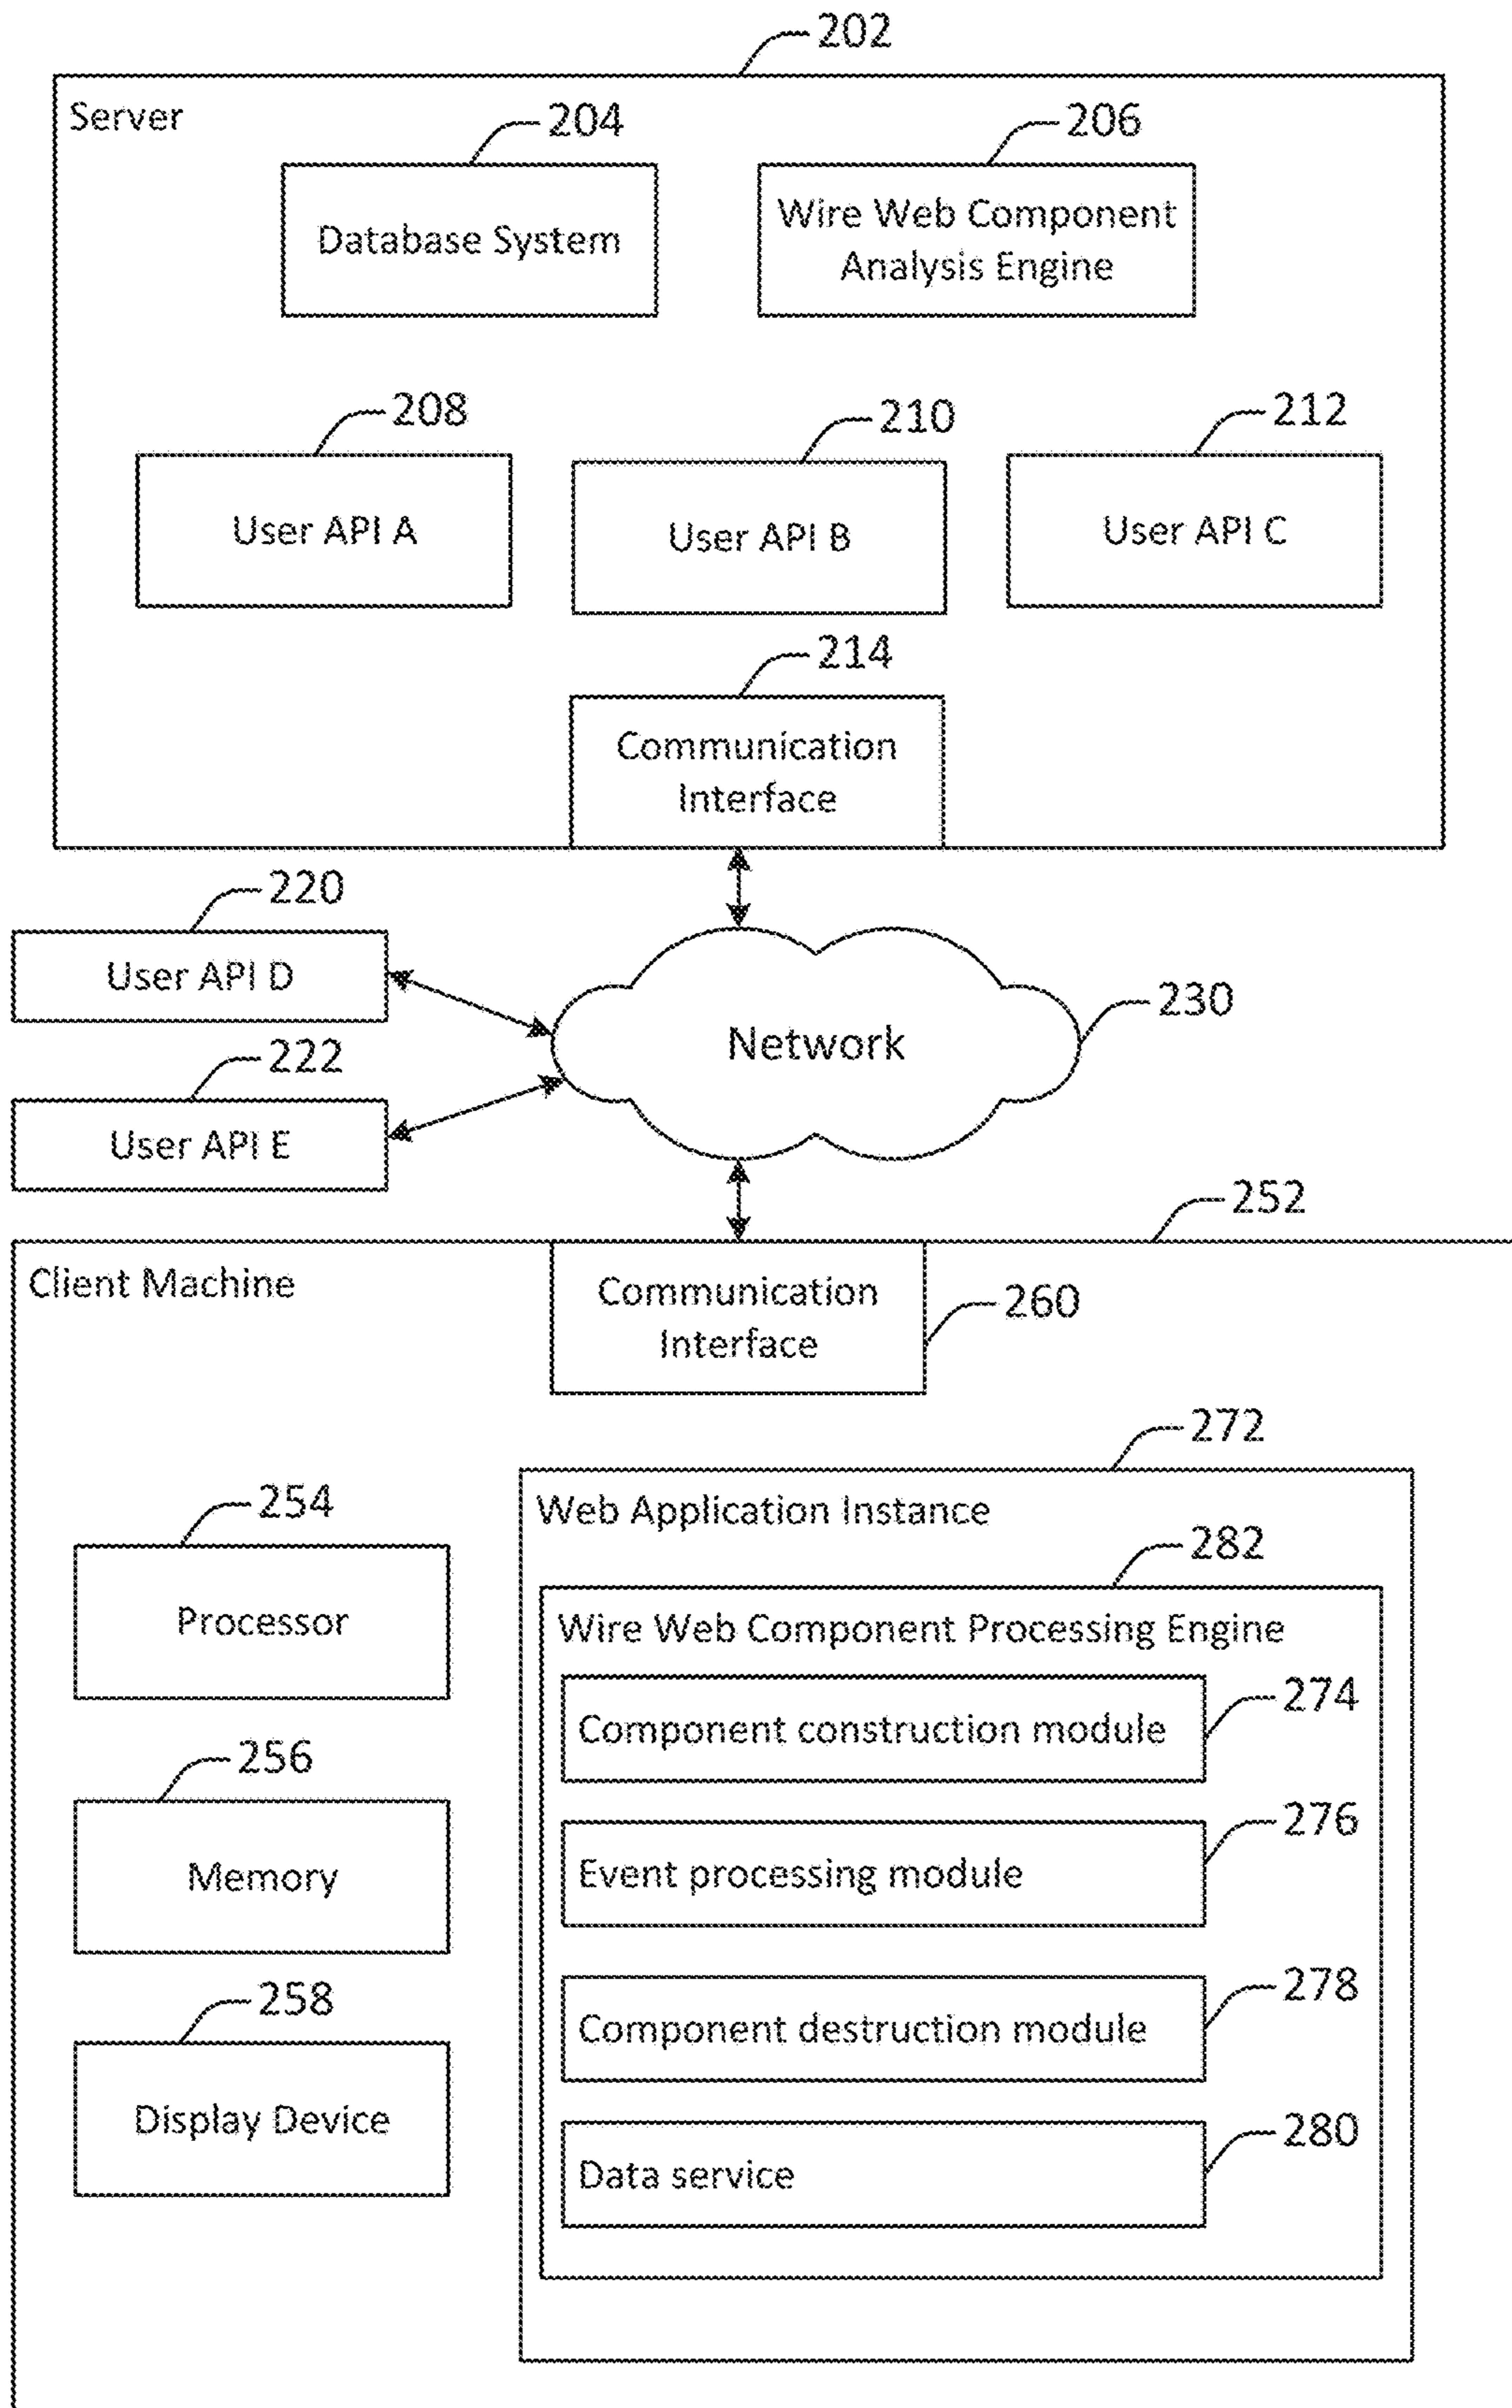 202
Server
204
206
Database System
Wire Web Component
Analysis Engine
208
210
212
User API A
User API B
User API C
214
Communication
Interface
220
User API D
230
Network
222
User API E
252
Client Machine
Communication
Interface
260
272
Web Application Instance
254
Processor
282
Wire Web Component Processing Engine
274
Component construction module
256
Memory
276
Event processing module
258
Display Device
278
Component destruction module
280
Data service